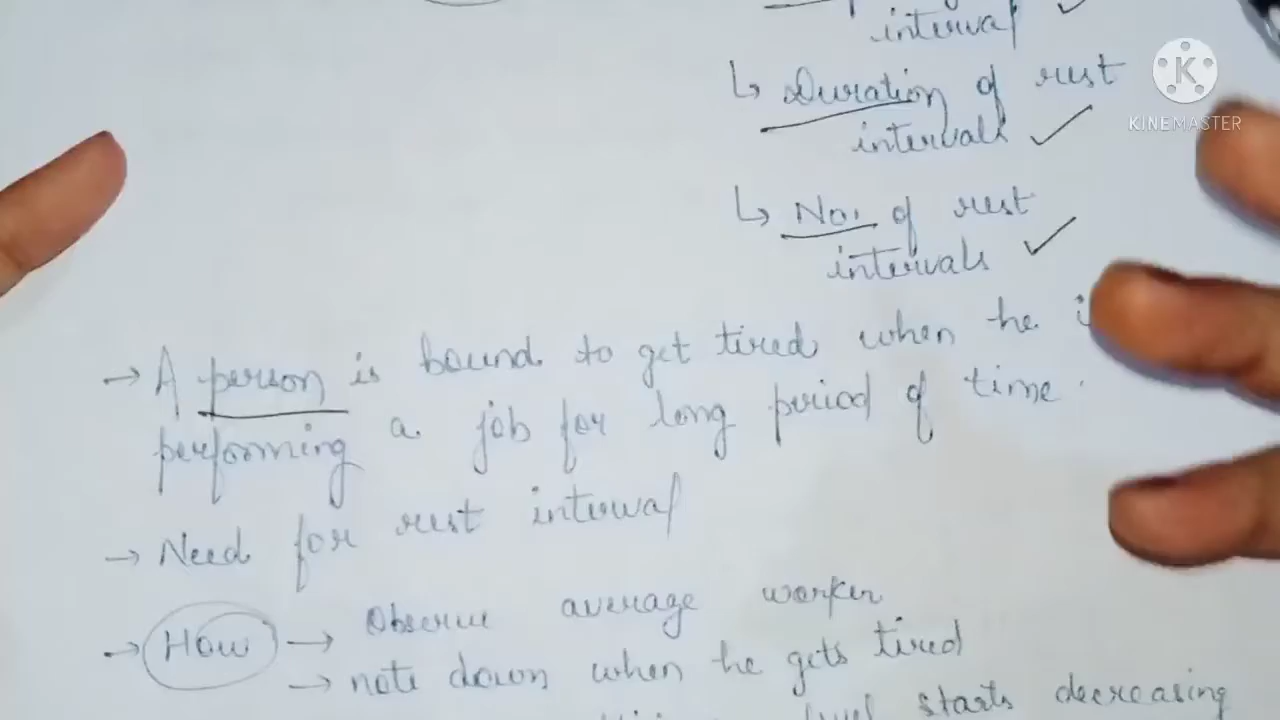 interval ✓
↳ Duration of rest
intervals ✓
↳ No. of rest
intervals ✓
KINEMASTER
→ A person is bound to get tired when he i
performing a job for long period of time.
→ Need for rest interval
→ How → Observe average worker
→ note down when he gets tired
level starts decreasing